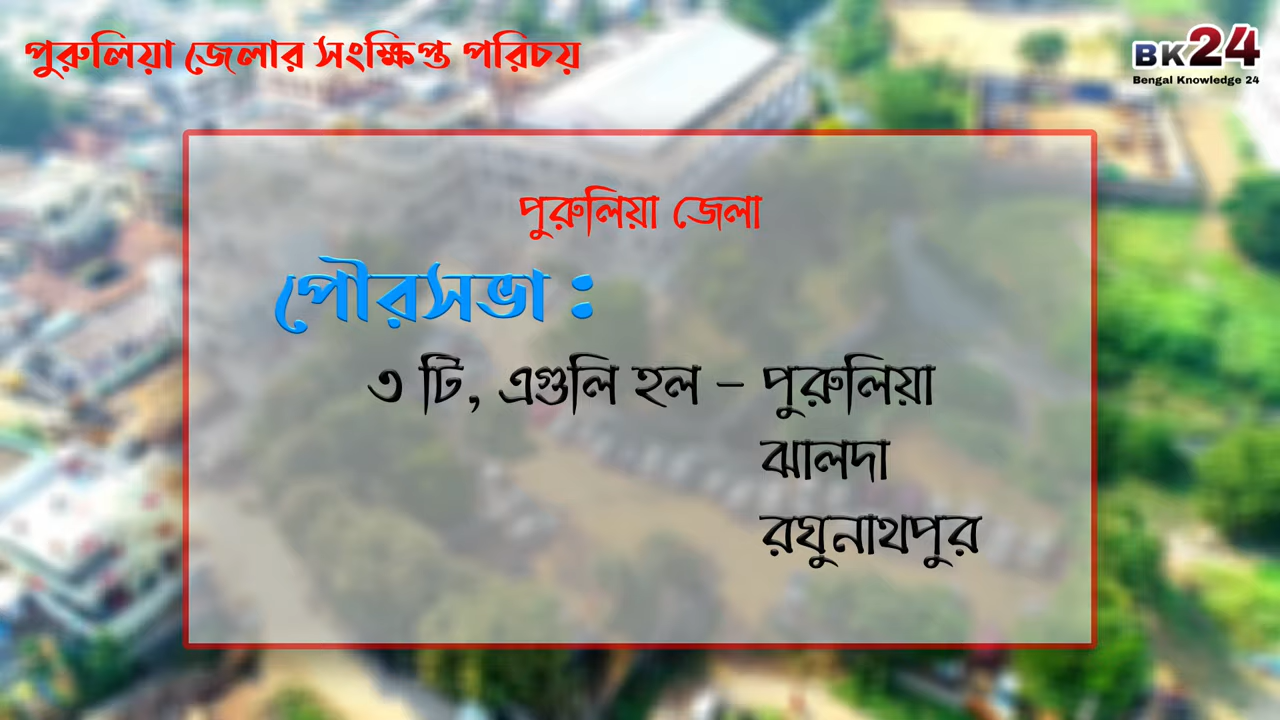 পুরুলিয়া জেলার সংক্ষিপ্ত পরিচয়
BK24
Bengal Knowledge 24
পুরুলিয়া জেলা
পৌরসভা :
৩ টি, এগুলি হল – পুরুলিয়া
ঝালদা
রঘুনাথপুর